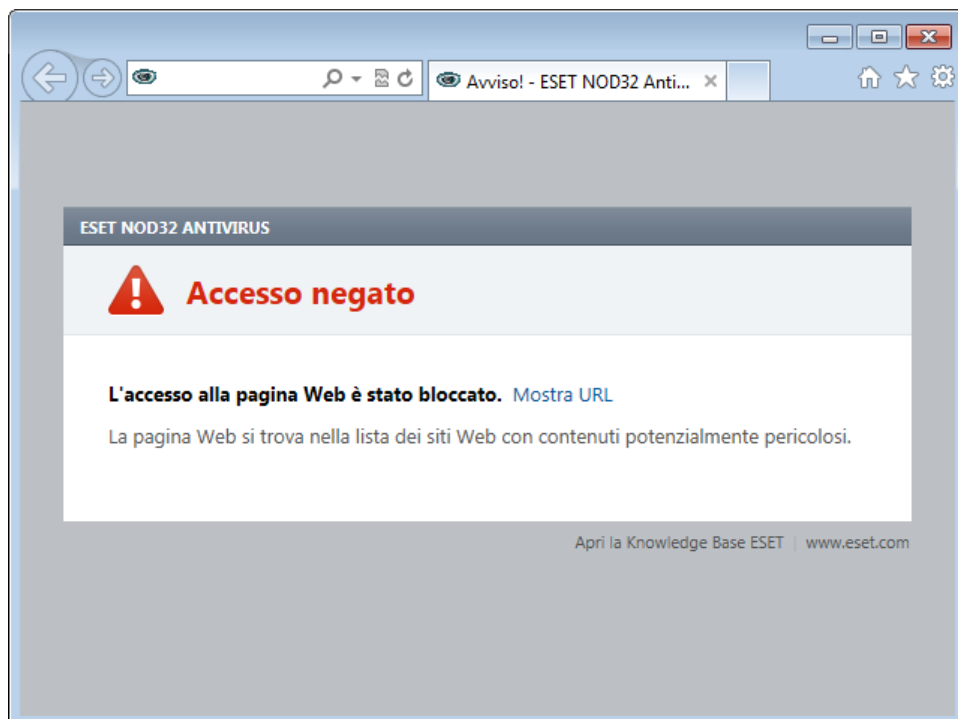 Avviso! - ESET NOD32 Anti...
ESET NOD32 ANTIVIRUS
Accesso negato
L'accesso alla pagina Web è stato bloccato. Mostra URL
La pagina Web si trova nella lista dei siti Web con contenuti potenzialmente pericolosi.
Apri la Knowledge Base ESET | www.eset.com